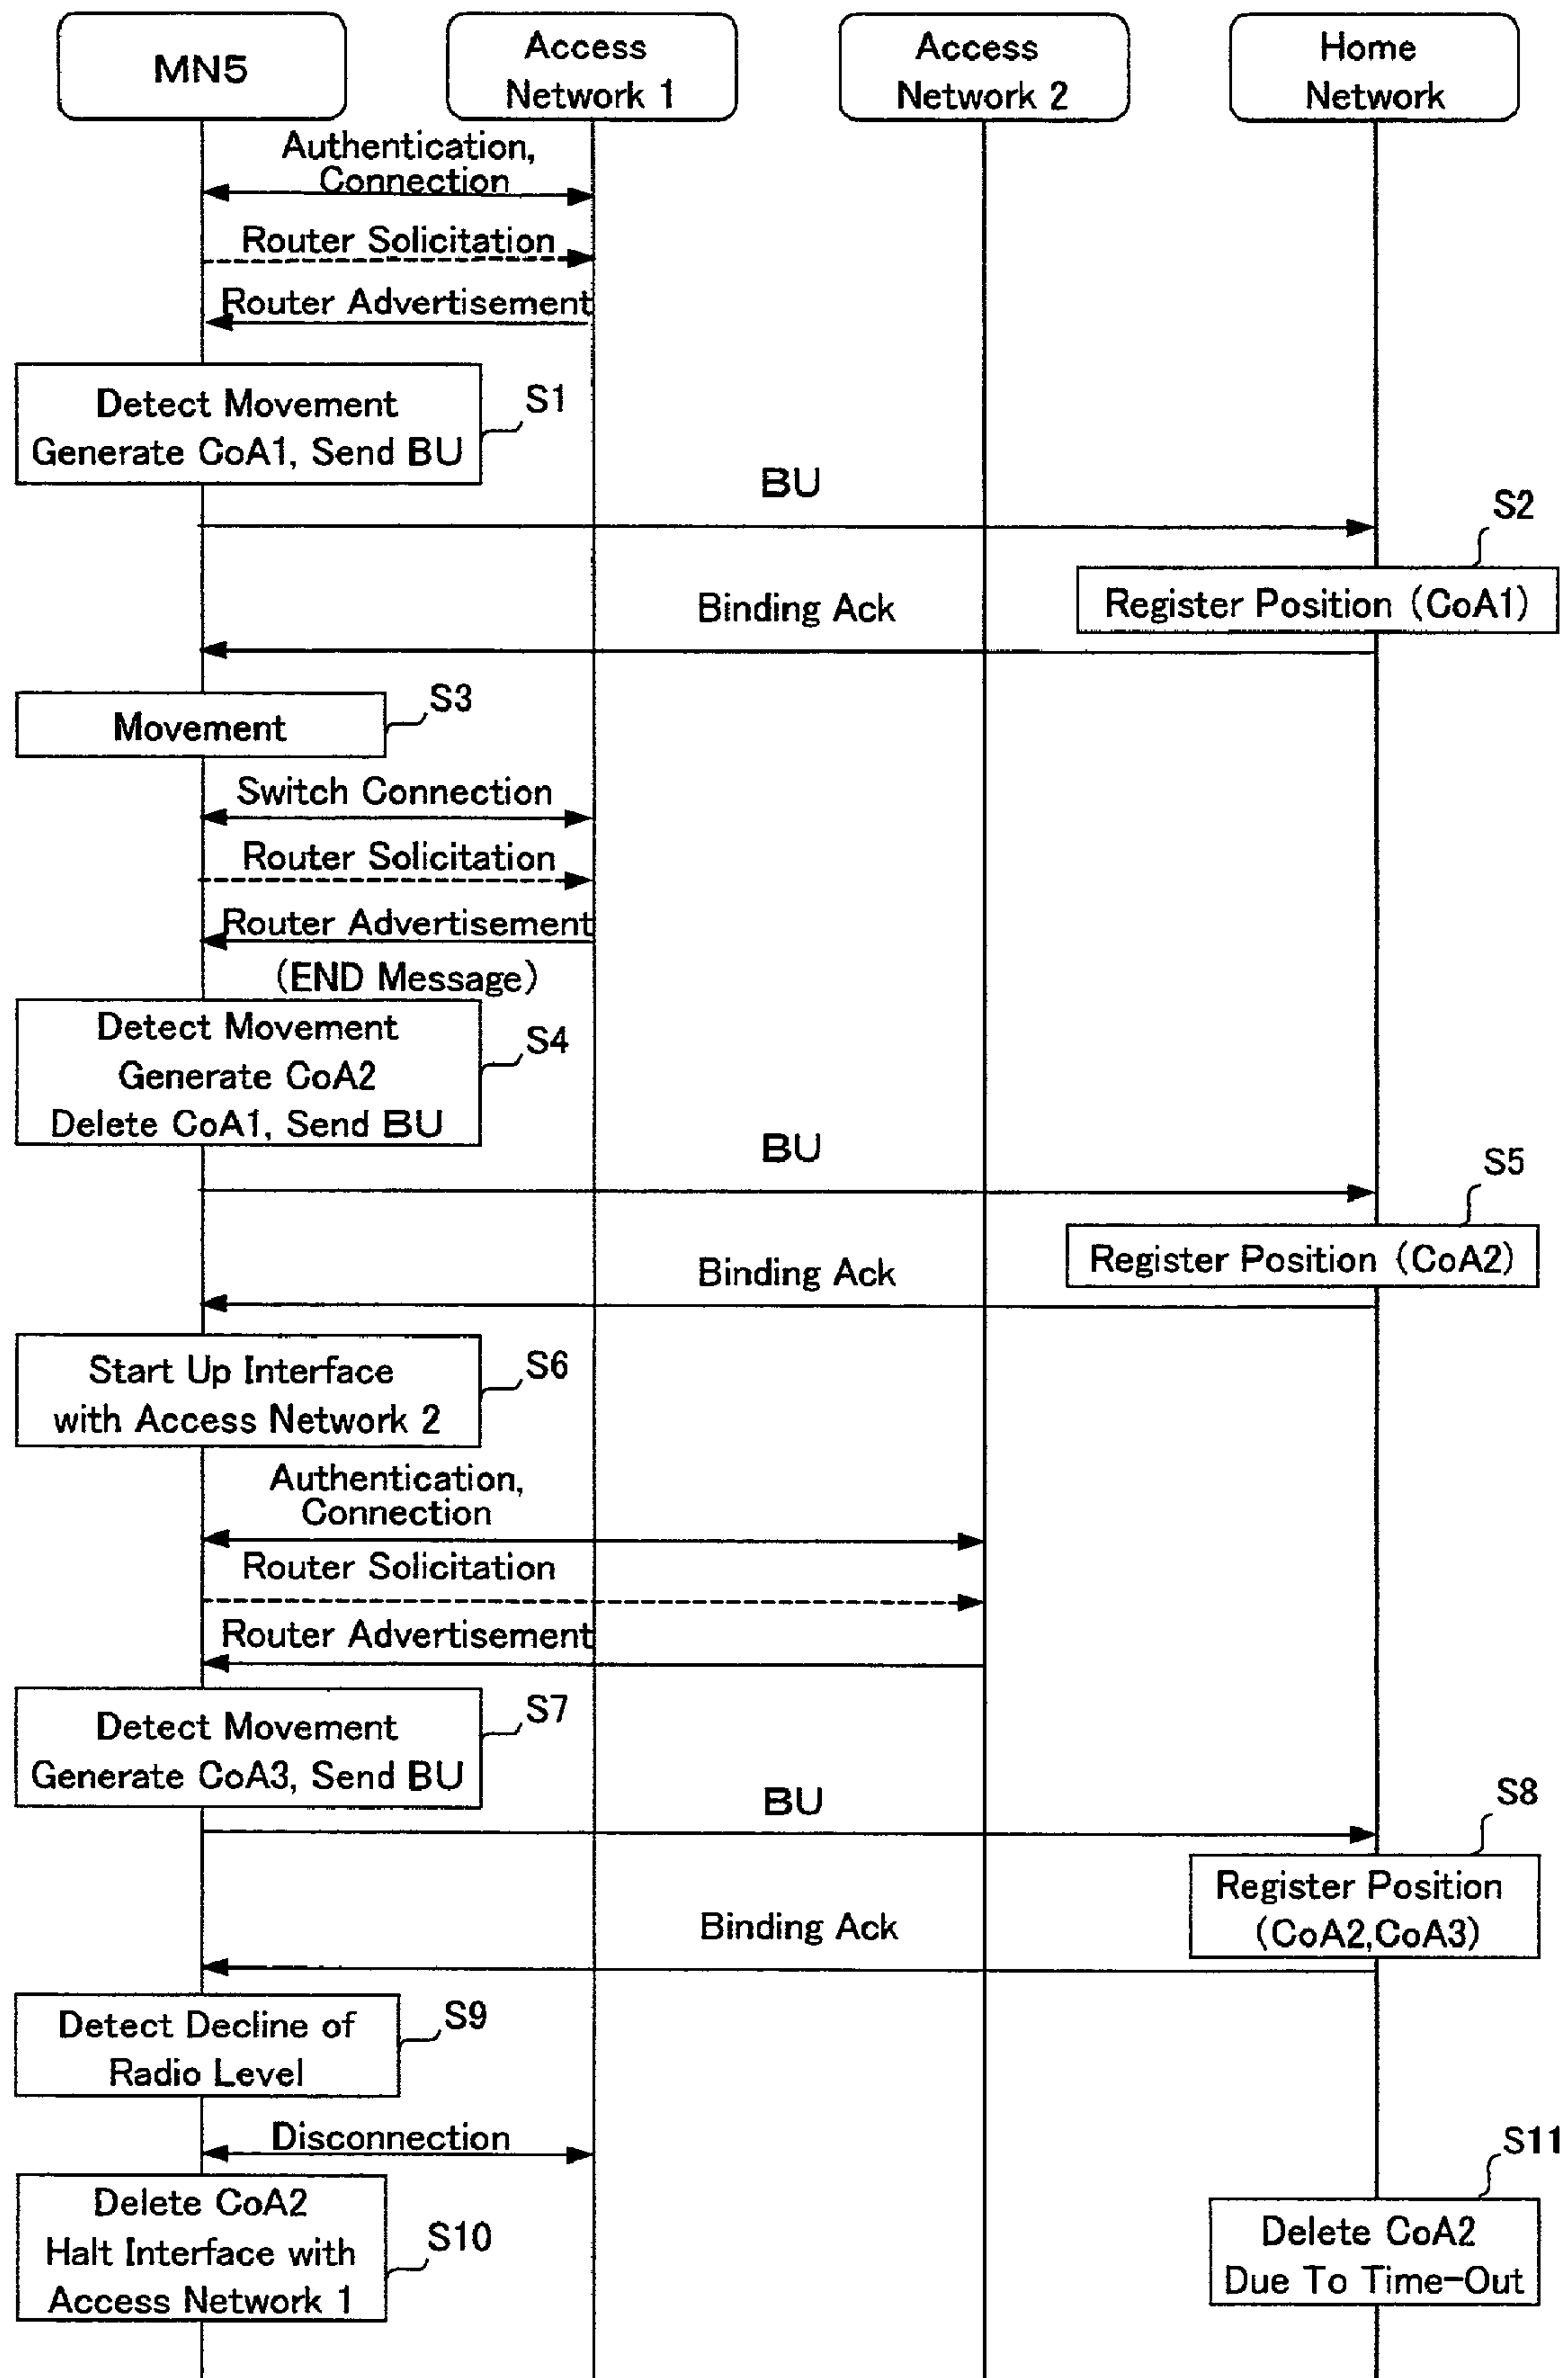 MN5
Access
Network 1
Access
Network 2
Home
Network
Authentication,
Connection
Router Solicitation
Router Advertisement
Detect Movement
Generate CoA1, Send BU
S1
BU
S2
Register Position (CoA1)
Binding Ack
Movement
S3
Switch Connection
Router Solicitation
Router Advertisement
(END Message)
Detect Movement
Generate CoA2
Delete CoA1, Send BU
S4
BU
S5
Register Position (CoA2)
Binding Ack
Start Up Interface
with Access Network 2
S6
Authentication,
Connection
Router Solicitation
Router Advertisement
Detect Movement
Generate CoA3, Send BU
S7
BU
S8
Register Position
(CoA2,CoA3)
Binding Ack
Detect Decline of
Radio Level
S9
Disconnection
Delete CoA2
Halt Interface with
Access Network 1
S10
S11
Delete CoA2
Due To Time-Out